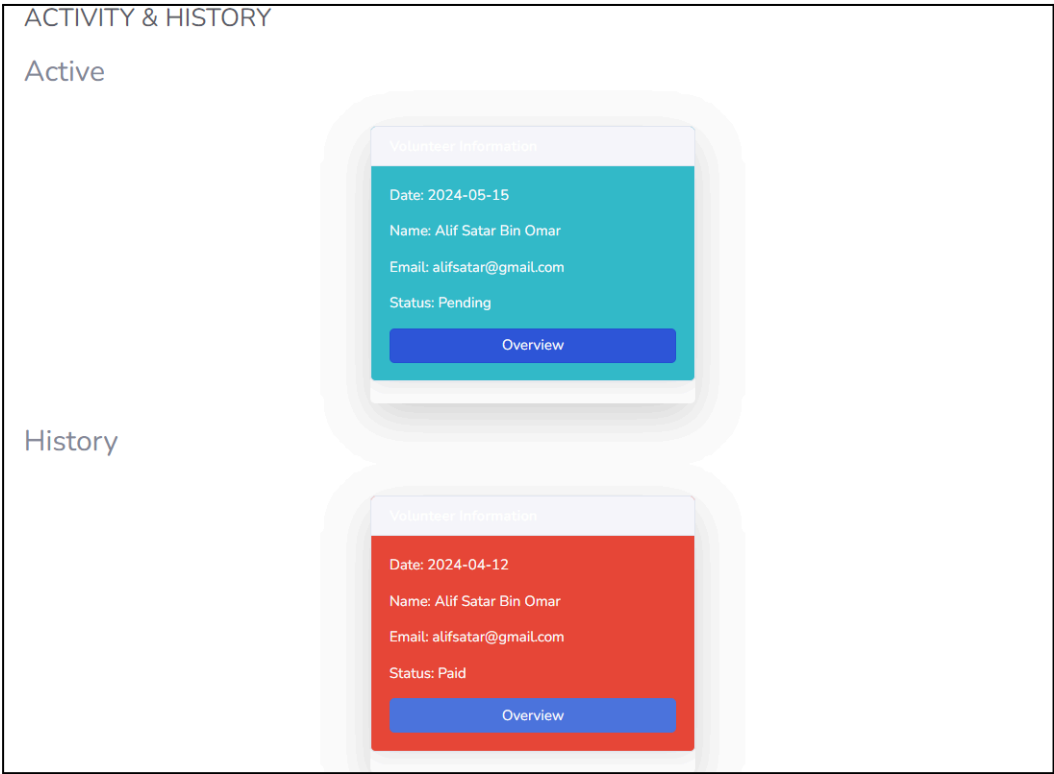 ACTIVITY & HISTORY
Active
Volunteer Information
Date: 2024-05-15
Name: Alif Satar Bin Omar
Email: alifsatar@gmail.com
Status: Pending
Overview
History
Volunteer Information
Date: 2024-04-12
Name: Alif Satar Bin Omar
Email: alifsatar@gmail.com
Status: Paid
Overview